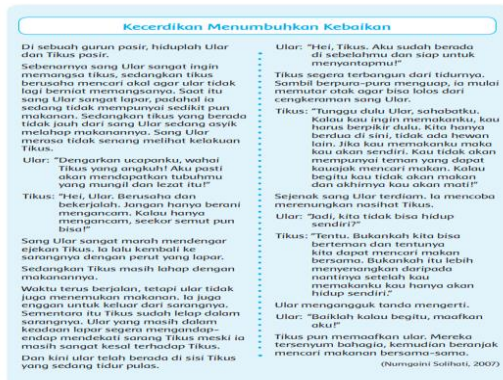 Kecerdikan Menumbuhkan Kebaikan
Di sebuah gurun pasir, hiduplah Ular
dan Tikus pasir.
Sebenarnya sang Ular sangat ingin
memangsa tikus, sedangkan tikus
berusaha mencari akal agar ular tidak
lagi berniat memangsanya. Saat itu
sang Ular sangat lapar, padahal ia
sedang tidak mempunyai sedikit pun
makanan. Sedangkan tikus yang berada
tidak jauh dari sang Ular sedang asyik
melahap makanannya. Sang Ular
merasa tidak senang melihat kelakuan
Tikus.
Ular: "Dengarkan ucapanku, wahai
Tikus yang angkuh! Aku pasti
akan mendapatkan tubuhmu
yang mungil dan lezat itu!"
Tikus: "Hei, Ular. Berusaha dan
bekerjalah. Jangan hanya berani
mengancam. Kalau hanya
mengancam, seekor semut pun
bisa!"
Sang Ular sangat marah mendengar
ejekan Tikus. Ia lalu kembali ke
sarangnya dengan perut yang lapar.
Sedangkan Tikus masih lahap dengan
makanannya.
Waktu terus berjalan, tetapi ular tidak
juga menemukan makanan. Ia juga
enggan untuk keluar dari sarangnya.
Sementara itu Tikus sudah lelap dalam
sarangnya. Ular yang masih dalam
keadaan lapar segera mengendap-
endap mendekati sarang Tikus meski ia
masih sangat kesal terhadap Tikus.
Dan kini ular telah berada di sisi Tikus
yang sedang tidur pulas.
Ular: "Hei, Tikus. Aku sudah berada
di sebelahmu dan siap untuk
menyantapmu!"
Tikus segera terbangun dari tidurnya.
Sambil berpura-pura menguap, ia mulai
memutar otak agar bisa lolos dari
cengkeraman sang Ular.
Tikus: "Tunggu dulu Ular, sahabatku.
Kalau kau ingin memakanku, kau
harus berpikir dulu. Kita hanya
berdua di sini, tidak ada hewan
lain. Jika kau memakanku maka
kau akan sendiri. Kau tidak akan
mempunyai teman yang dapat
kauajak mencari makan. Kalau
begitu kau tidak akan makan
dan akhirnya kau akan mati!"
Sejenak sang Ular terdiam. Ia mencoba
merenungkan nasihat Tikus.
Ular: "Jadi, kita tidak bisa hidup
sendiri?"
Tikus: "Tentu. Bukankah kita bisa
berteman dan tentunya
kita dapat mencari makan
bersama. Bukankah itu lebih
menyenangkan daripada
nantinya setelah kau
memakanku kau hanya akan
hidup sendiri."
Ular mengangguk tanda mengerti.
Ular: "Baiklah kalau begitu, maafkan
aku!"
Tikus pun memaafkan ular. Mereka
tersenyum bahagia, kemudian beranjak
mencari makanan bersama-sama.
(Numgaini Solihati, 2007)